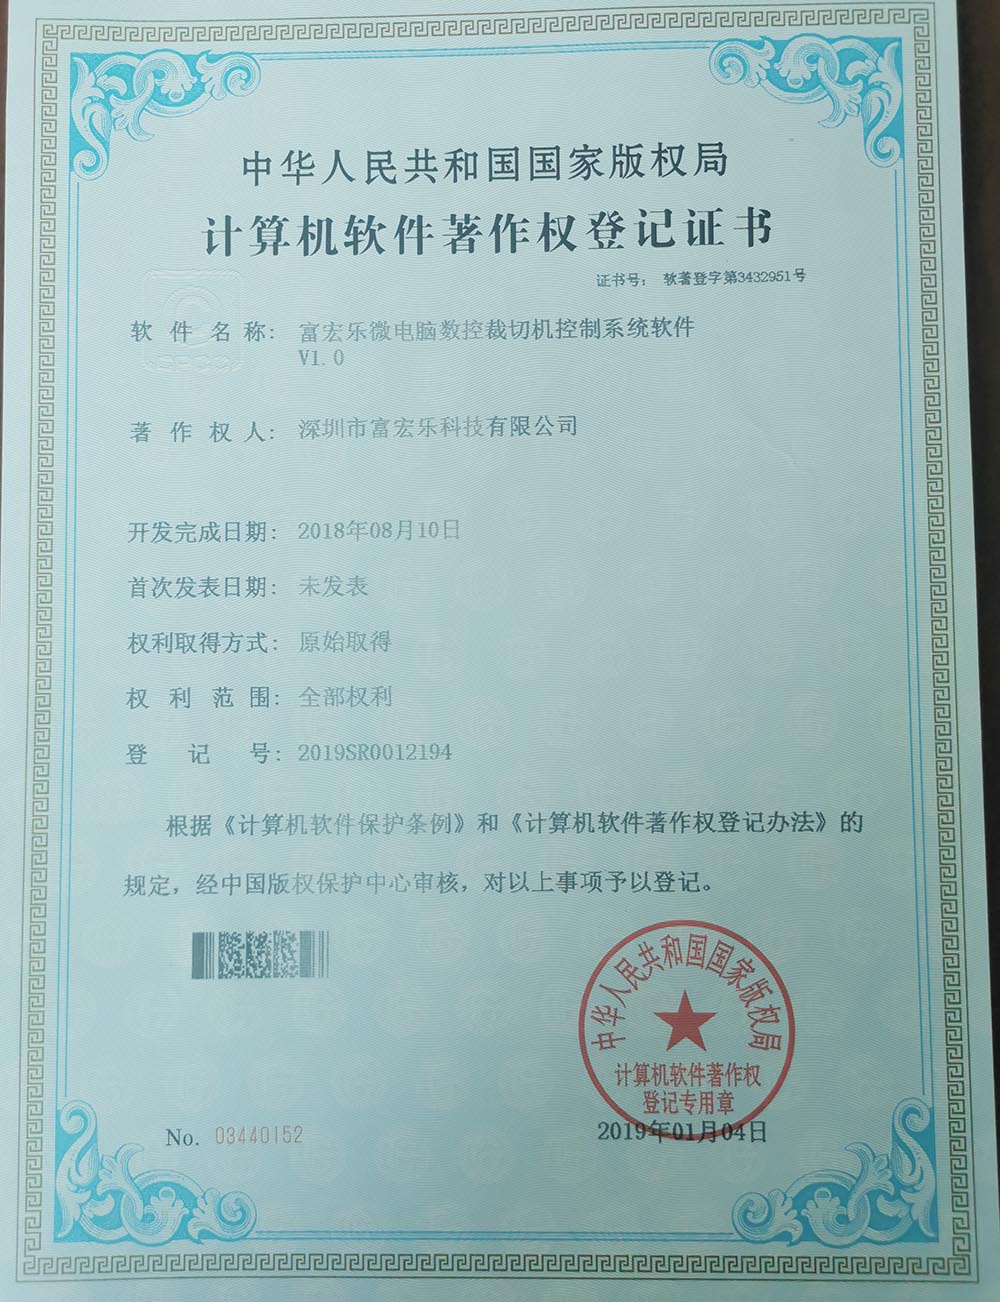 中华人民共和国国家版权局
计算机软件著作权登记证书
证书号： 软著登字第3432951号
软件名称： 富宏乐微电脑数控裁切机控制系统软件
V1.0
著作权人： 深圳市富宏乐科技有限公司
开发完成日期： 2018年08月10日
首次发表日期： 未发表
权利取得方式： 原始取得
权利范围： 全部权利
登记号： 2019SR0012194
根据《计算机软件保护条例》和《计算机软件著作权登记办法》的
规定，经中国版权保护中心审核，对以上事项予以登记。
中华人民共和国国家版权局
计算机软件著作权
登记专用章
No. 03440152
2019年01月04日